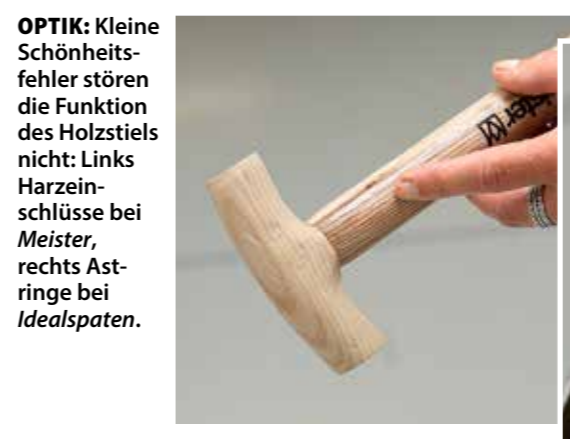 OPTIK: Kleine
Schönheits-
fehler stören
die Funktion
des Holzstiels
nicht: Links
Harzein-
schlüsse bei
Meister,
rechts Ast-
ringe bei
Idealspaten.